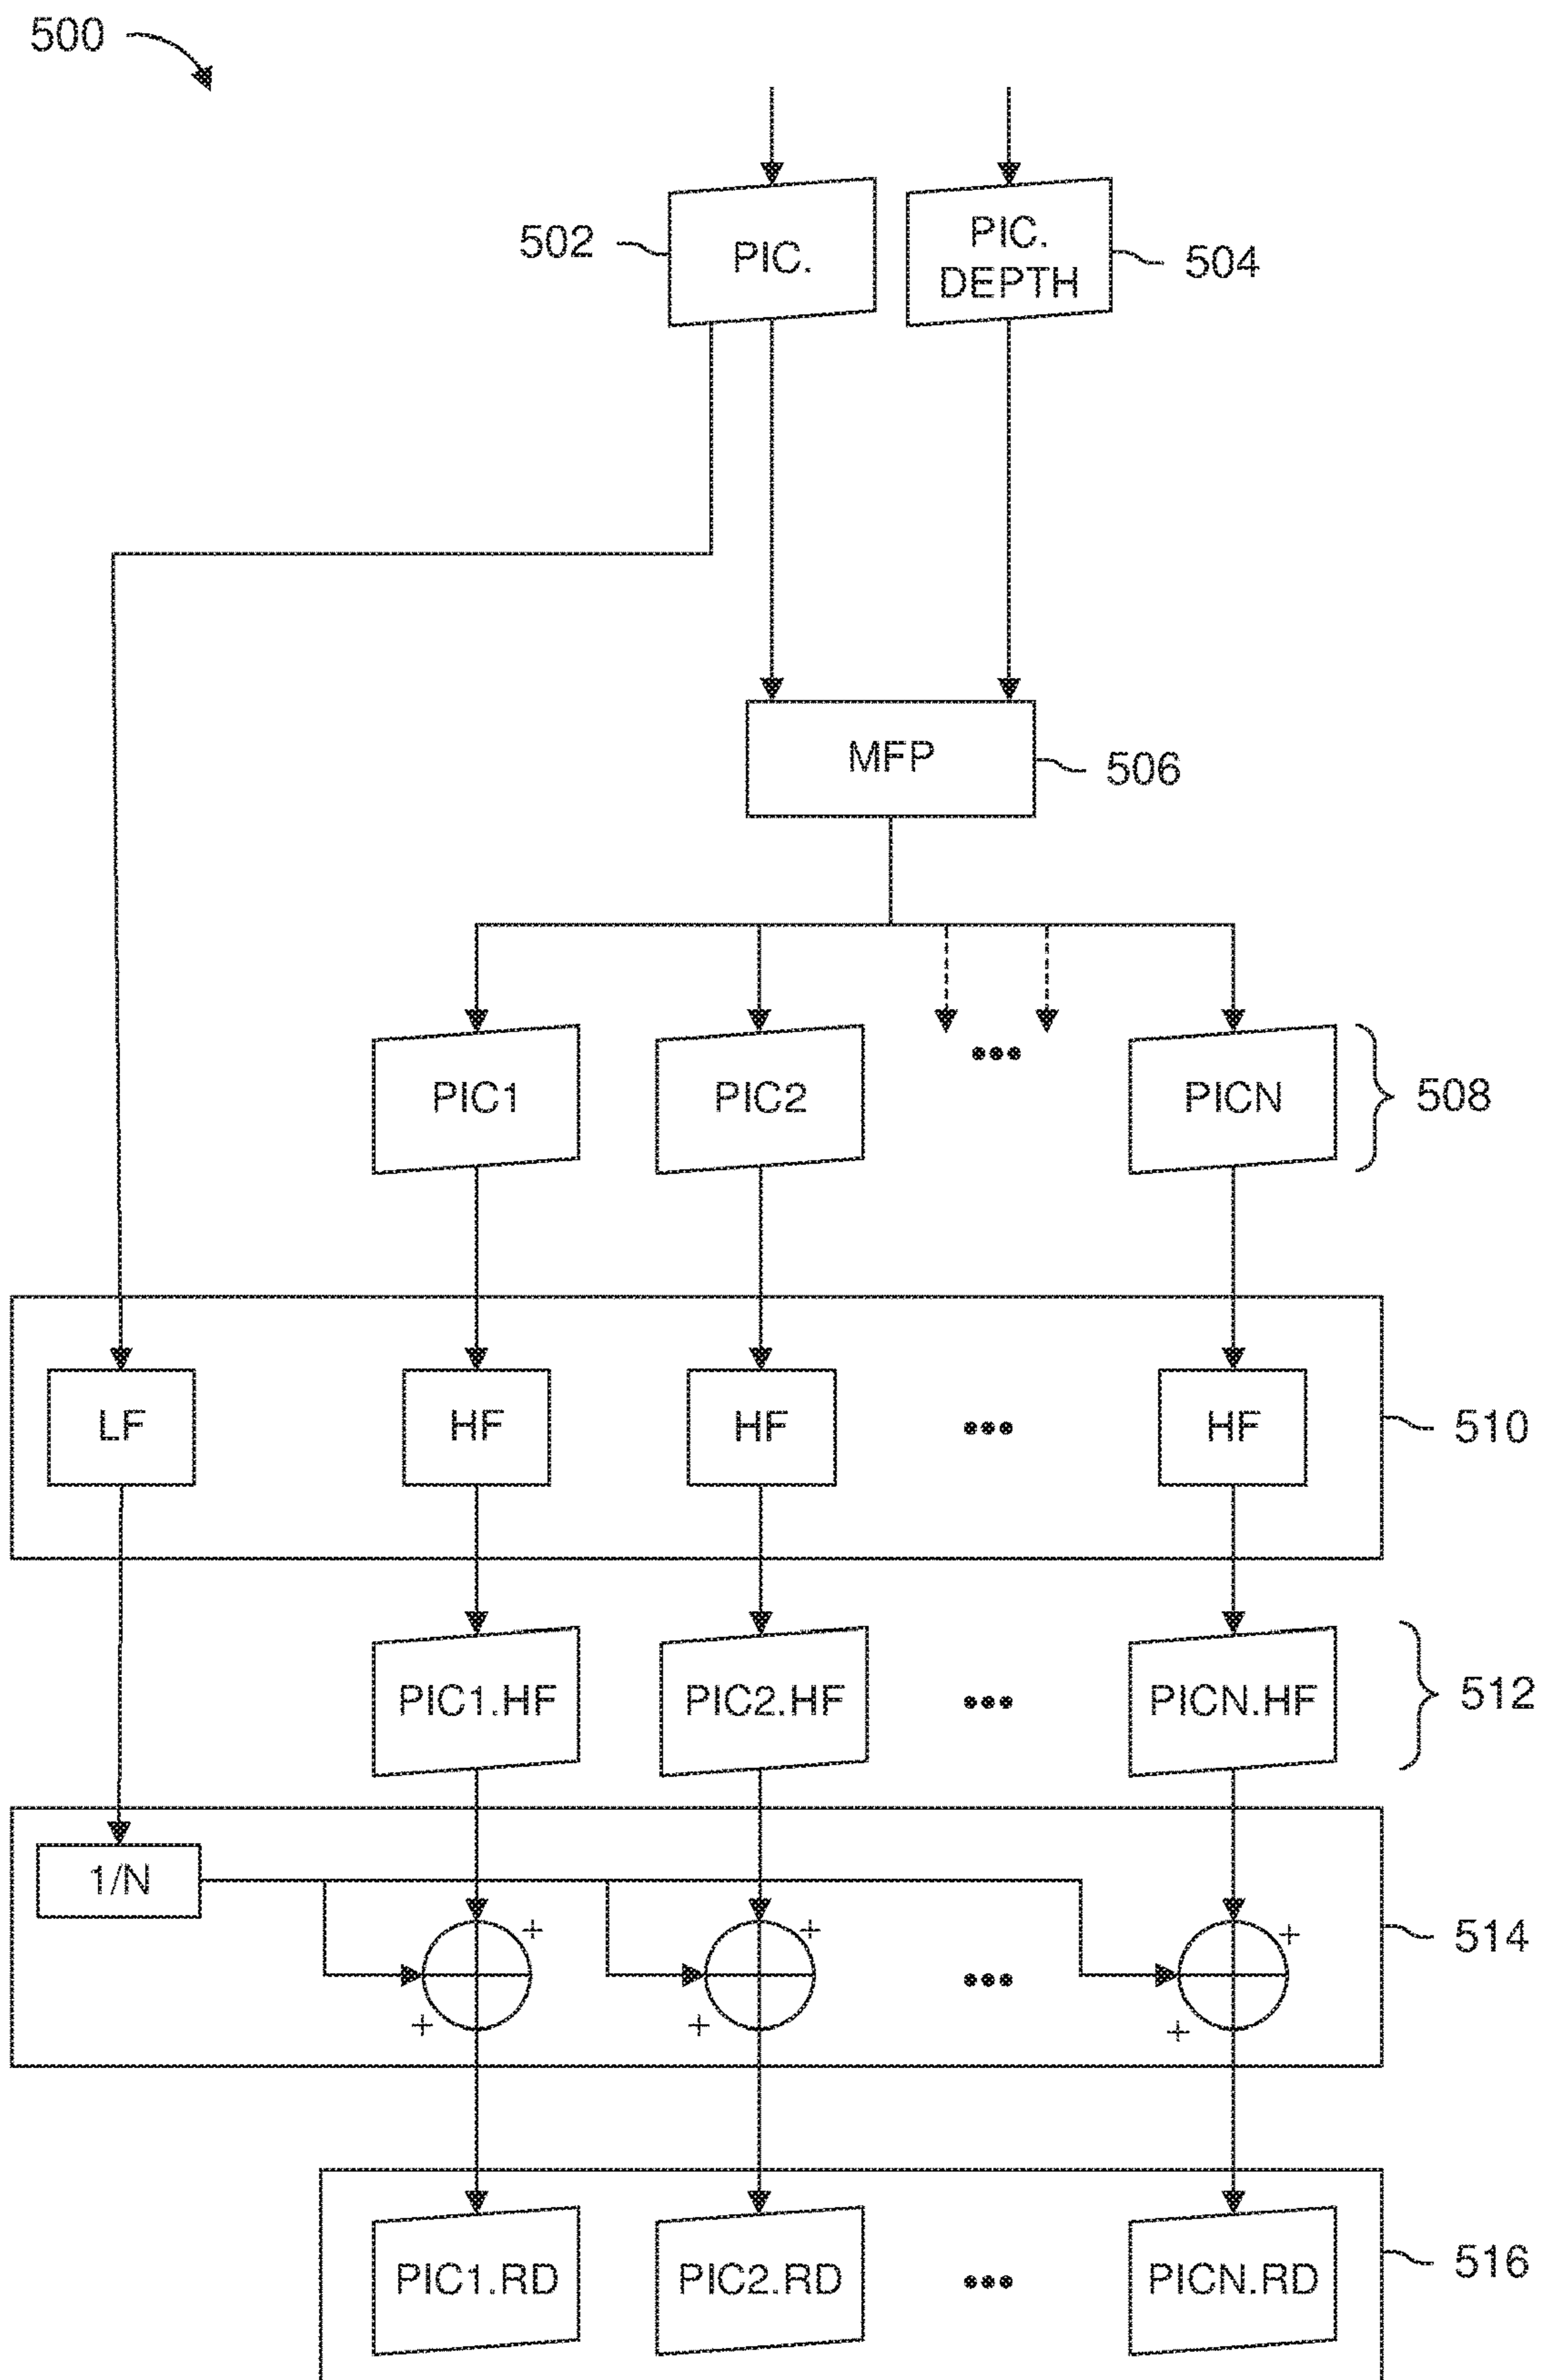 500
502
PIC.
PIC.
DEPTH
504
MFP
506
PIC1
PIC2
•••
PICN
508
LF
HF
HF
•••
HF
510
PIC1.HF
PIC2.HF
•••
PICN.HF
512
1/N
+
+
+
514
•••
+
+
+
PIC1.RD
PIC2.RD
•••
PICN.RD
516